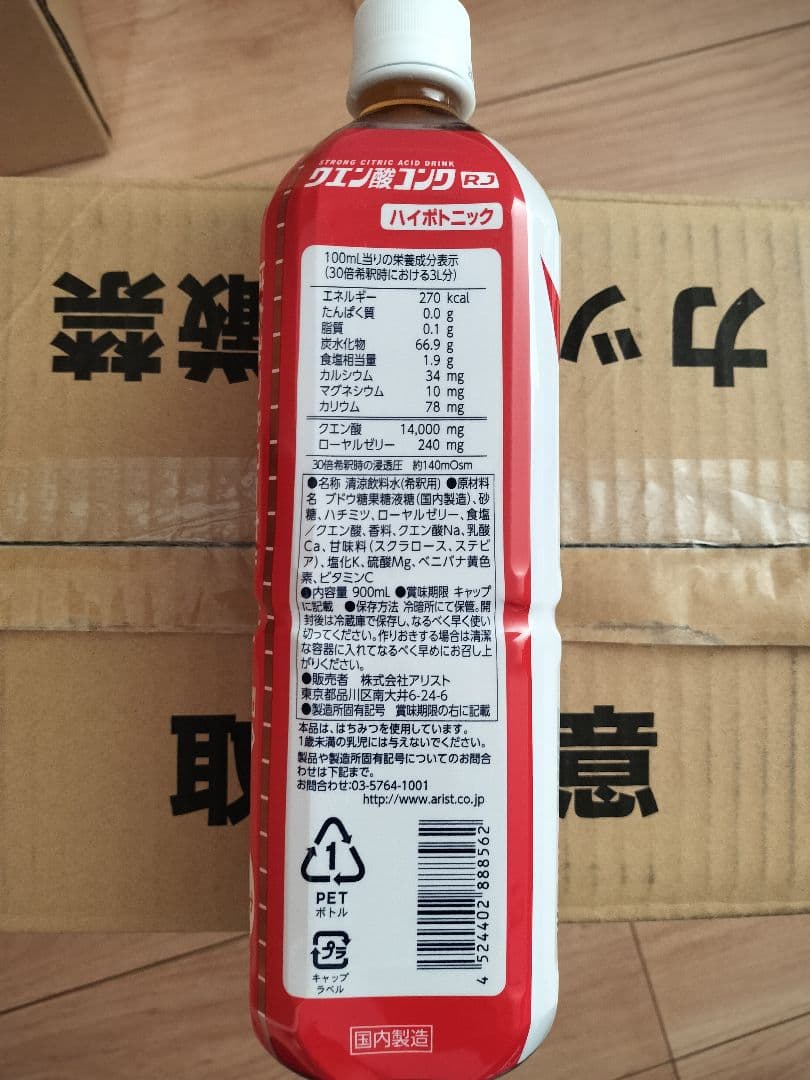 STRONG CITRIC ACID DRINK
クエン酸コンク RJ
ハイポトニック
100mL当りの栄養成分表示
(30倍希釈時における3L分)
エネルギー 270 kcal
たんぱく質 0.0 g
脂質 0.1 g
炭水化物 66.9 g
食塩相当量 1.9 g
カルシウム 34 mg
マグネシウム 10 mg
カリウム 78 mg
クエン酸 14,000 mg
ローヤルゼリー 240 mg
30倍希釈時の浸透圧 約140mOsm
●名称 清涼飲料水(希釈用) ●原材料
名 ブドウ糖果糖液糖(国内製造)、砂
糖、ハチミツ、ローヤルゼリー、食塩
/クエン酸、香料、クエン酸Na、乳酸
Ca、甘味料(スクラロース、ステビ
ア)、塩化K、硫酸Mg、ベニバナ黄色
素、ビタミンC
●内容量 900mL ●賞味期限 キャップ
に記載 ●保存方法 冷暗所にて保管。開
封後は冷蔵庫で保存し、なるべく早く使い
切ってください。作りおきする場合は清潔
な容器に入れてなるべく早めにお召し上
がりください。
●販売者 株式会社アリスト
東京都品川区南大井6-24-6
●製造所固有記号 賞味期限の右に記載
本品は、はちみつを使用しています。
1歳未満の乳児には与えないでください。
製品や製造所固有記号についてのお問合
わせは下記まで。
お問合わせ:03-5764-1001
http://www.arist.co.jp
1
PET
ボトル
プラ
キャップ
ラベル
4 524402 888562
国内製造
カッ
厳禁
取
意